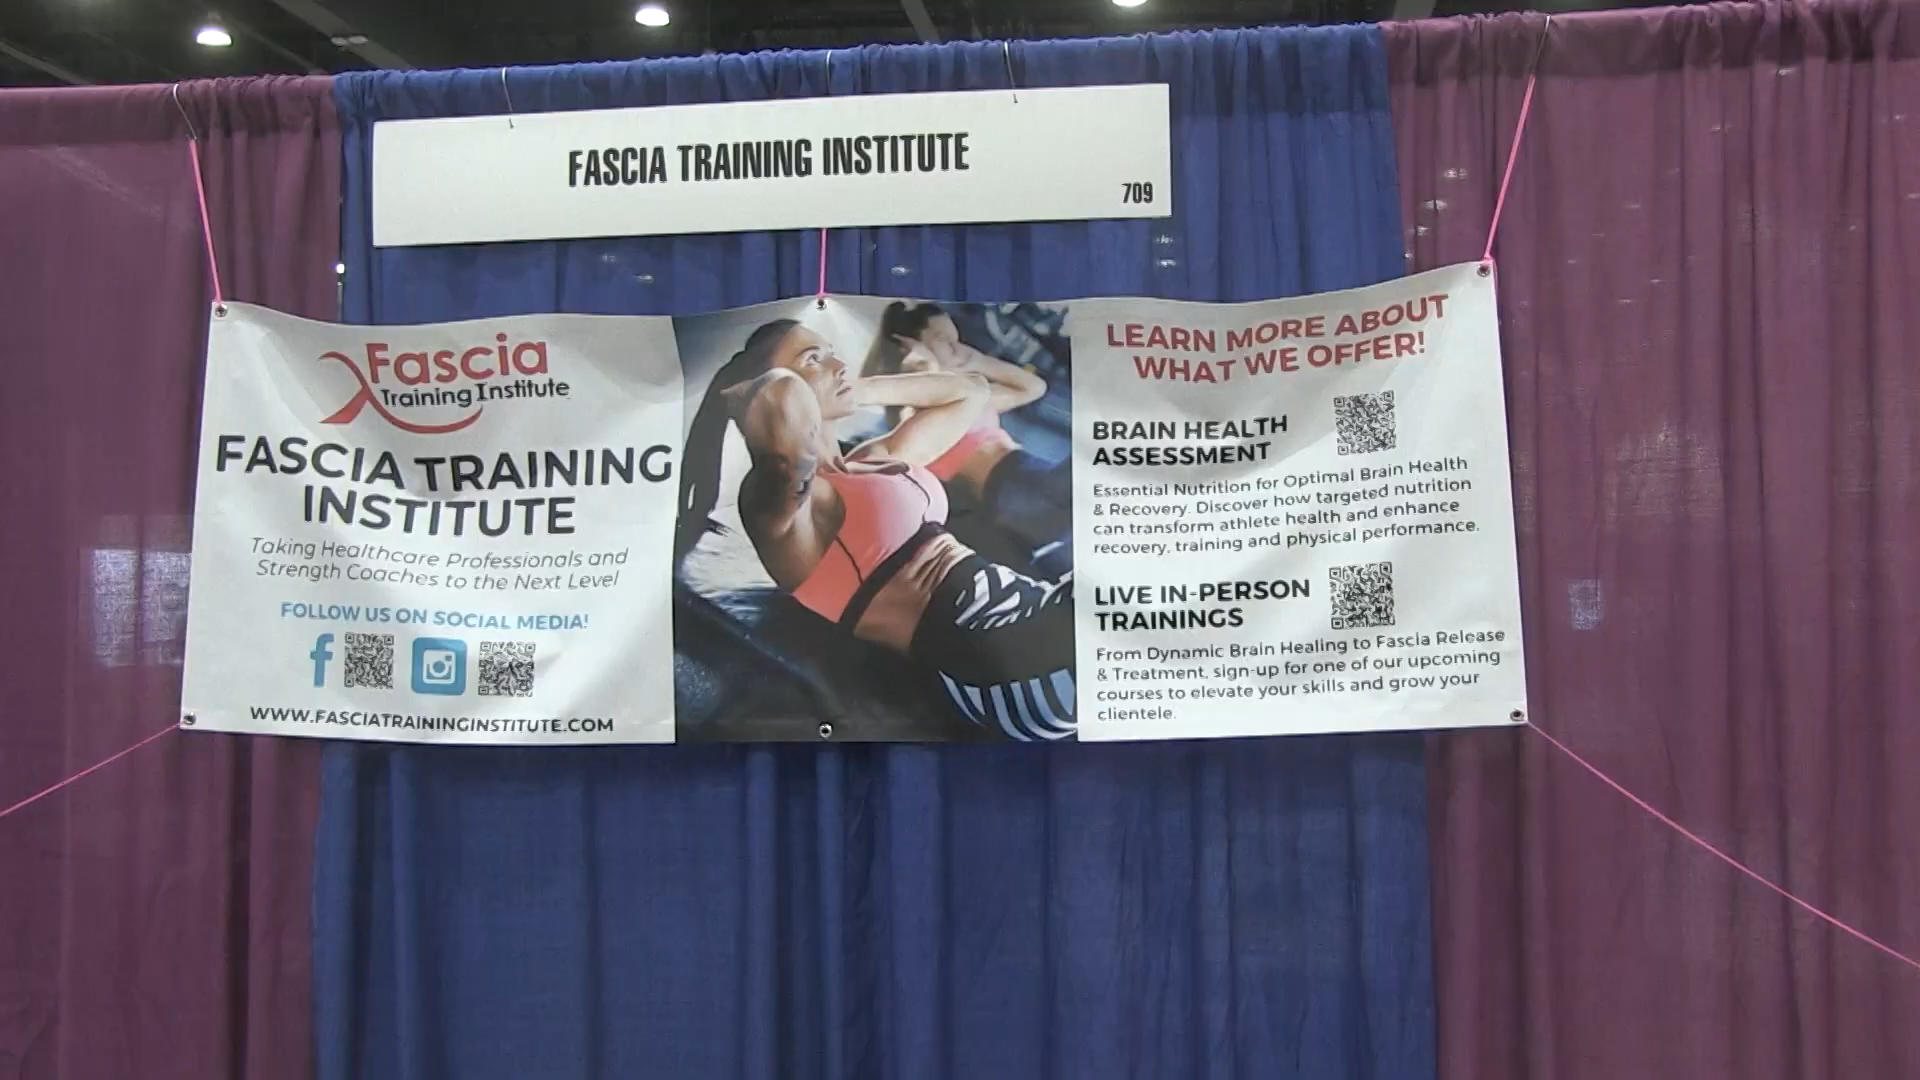 FASCIA TRAINING INSTITUTE
709
Fascia
Training Institute
FASCIA TRAINING
INSTITUTE
Taking Healthcare Professionals and
Strength Coaches to the Next Level
FOLLOW US ON SOCIAL MEDIA!
f
WWW.FASCIATRAININGINSTITUTE.COM
LEARN MORE ABOUT
WHAT WE OFFER!
BRAIN HEALTH
ASSESSMENT
Essential Nutrition for Optimal Brain Health
& Recovery. Discover how targeted nutrition
can transform athlete health and enhance
recovery, training and physical performance.
LIVE IN-PERSON
TRAININGS
From Dynamic Brain Healing to Fascia Release
& Treatment, sign-up for one of our upcoming
courses to elevate your skills and grow your
clientele.